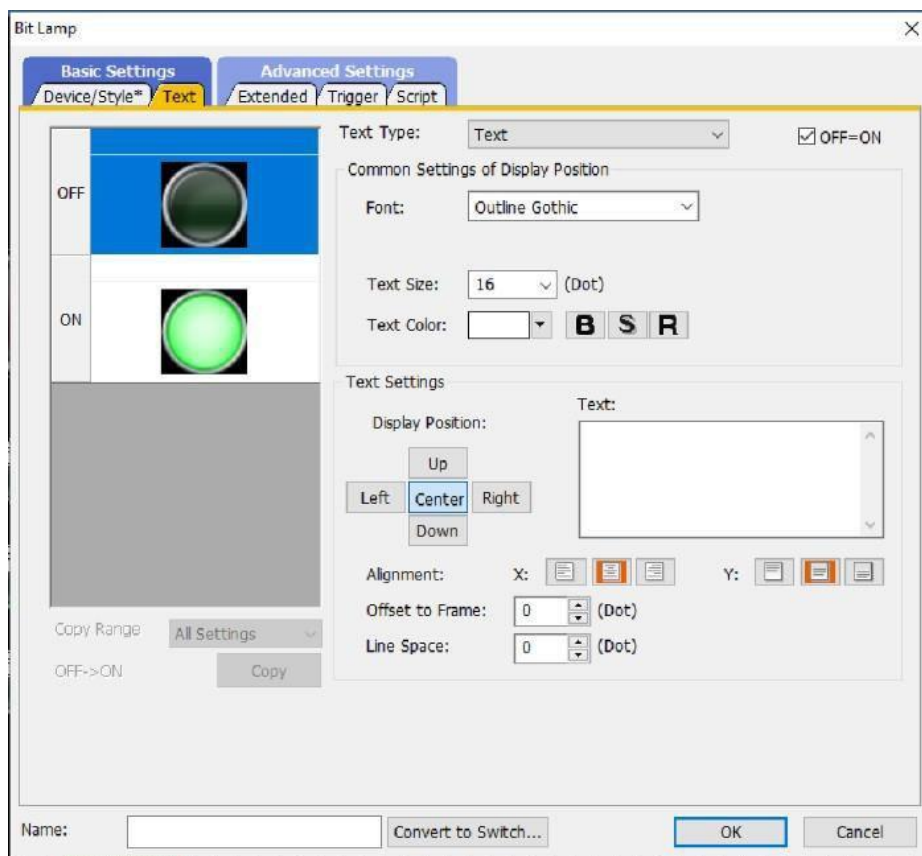 Bit Lamp
Basic Settings Advanced Settings
Device/Style* Text Extended Trigger Script
Text Type: Text OFF=ON
OFF
Common Settings of Display Position
Font: Outline Gothic
Text Size: 16 (Dot)
ON
Text Color: B S R
Text Settings
Display Position:
Text:
Up
Left Center Right
Down
Alignment: X: Y:
Offset to Frame: 0 (Dot)
Copy Range All Settings
Line Space: 0 (Dot)
OFF->ON Copy
Name: Convert to Switch... OK Cancel